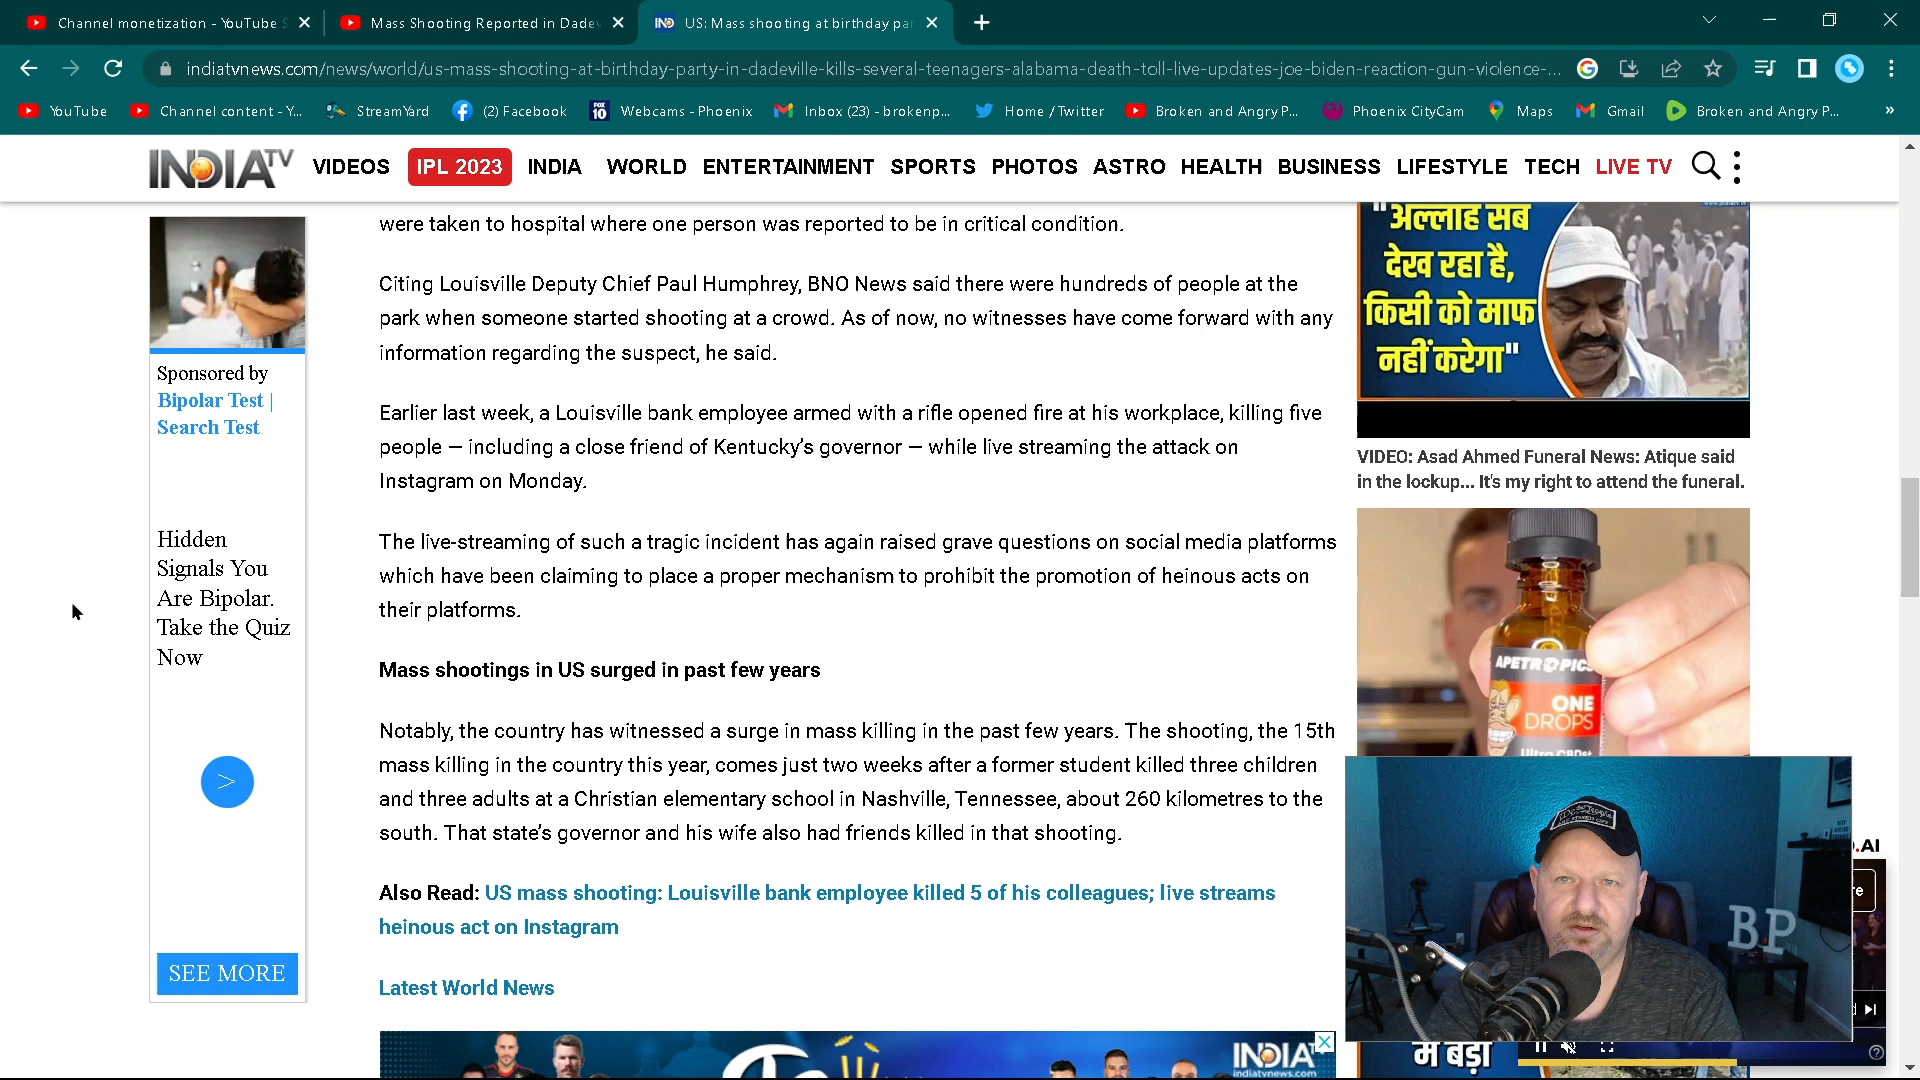 Channel monetization - YouTube S
Mass Shooting Reported in Dadev
IND US: Mass shooting at birthday par
indiatvnews.com/news/world/us-mass-shooting-at-birthday-party-in-dadeville-kills-several-teenagers-alabama-death-toll-live-updates-joe-biden-reaction-gun-violence-...
YouTube Channel content - Y... StreamYard (2) Facebook FOX 10 Webcams - Phoenix Inbox (23) - brokenp... Home / Twitter Broken and Angry P... Phoenix CityCam Maps Gmail Broken and Angry P... »
INDIA TV VIDEOS IPL 2023 INDIA WORLD ENTERTAINMENT SPORTS PHOTOS ASTRO HEALTH BUSINESS LIFESTYLE TECH LIVE TV
Sponsored by
Bipolar Test |
Search Test
Hidden
Signals You
Are Bipolar.
Take the Quiz
Now
>
SEE MORE
were taken to hospital where one person was reported to be in critical condition.
Citing Louisville Deputy Chief Paul Humphrey, BNO News said there were hundreds of people at the
park when someone started shooting at a crowd. As of now, no witnesses have come forward with any
information regarding the suspect, he said.
Earlier last week, a Louisville bank employee armed with a rifle opened fire at his workplace, killing five
people — including a close friend of Kentucky's governor — while live streaming the attack on
Instagram on Monday.
The live-streaming of such a tragic incident has again raised grave questions on social media platforms
which have been claiming to place a proper mechanism to prohibit the promotion of heinous acts on
their platforms.
Mass shootings in US surged in past few years
Notably, the country has witnessed a surge in mass killing in the past few years. The shooting, the 15th
mass killing in the country this year, comes just two weeks after a former student killed three children
and three adults at a Christian elementary school in Nashville, Tennessee, about 260 kilometres to the
south. That state's governor and his wife also had friends killed in that shooting.
Also Read: US mass shooting: Louisville bank employee killed 5 of his colleagues; live streams
heinous act on Instagram
Latest World News
INDIA TV
indiatvnews.com
"अल्लाह सब
देख रहा है,
किसी को माफ
नहीं करेगा"
VIDEO: Asad Ahmed Funeral News: Atique said
in the lockup... It's my right to attend the funeral.
APETROPICS
ONE
DROPS
Ultra CBDst
BP
.AI
re
म बड़ा